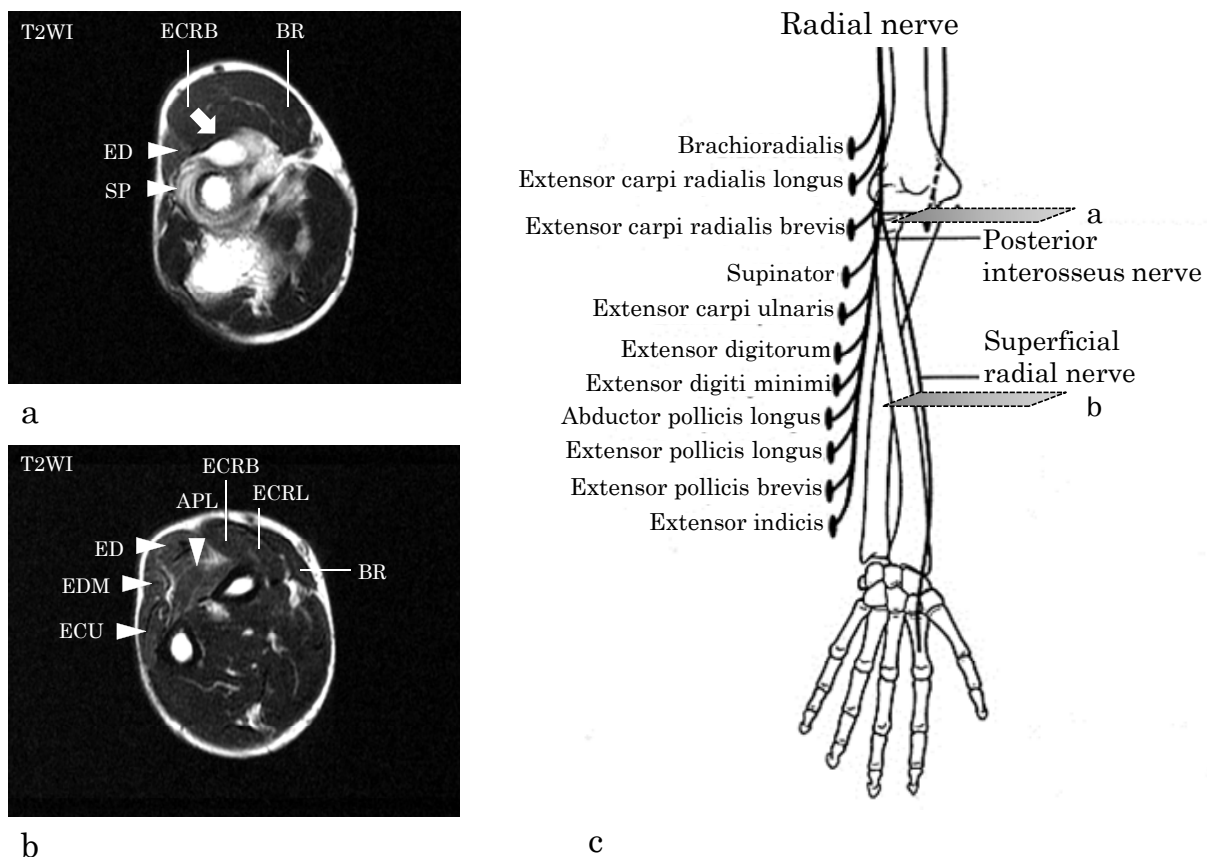 T2WI
ECRB
BR
ED
SP
a
T2WI
ECRB
APL
ECRL
ED
EDM
BR
ECU
b
Radial nerve
Brachioradialis
Extensor carpi radialis longus
Extensor carpi radialis brevis
a
Posterior
interosseus nerve
Supinator
Extensor carpi ulnaris
Extensor digitorum
Superficial
radial nerve
Extensor digiti minimi
b
Abductor pollicis longus
Extensor pollicis longus
Extensor pollicis brevis
Extensor indicis
c